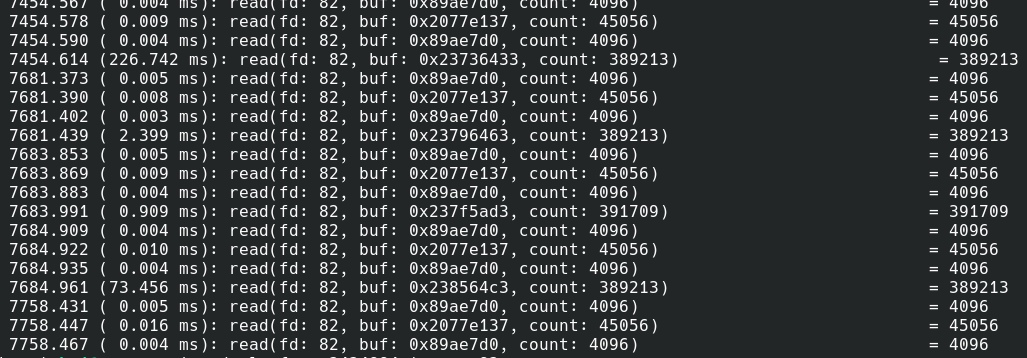 7454.567 ( 0.004 ms): read(fd: 82, buf: 0x89ae7d0, count: 4096) = 4096
7454.578 ( 0.009 ms): read(fd: 82, buf: 0x2077e137, count: 45056) = 45056
7454.590 ( 0.004 ms): read(fd: 82, buf: 0x89ae7d0, count: 4096) = 4096
7454.614 (226.742 ms): read(fd: 82, buf: 0x23736433, count: 389213) = 389213
7681.373 ( 0.005 ms): read(fd: 82, buf: 0x89ae7d0, count: 4096) = 4096
7681.390 ( 0.008 ms): read(fd: 82, buf: 0x2077e137, count: 45056) = 45056
7681.402 ( 0.003 ms): read(fd: 82, buf: 0x89ae7d0, count: 4096) = 4096
7681.439 ( 2.399 ms): read(fd: 82, buf: 0x23796463, count: 389213) = 389213
7683.853 ( 0.005 ms): read(fd: 82, buf: 0x89ae7d0, count: 4096) = 4096
7683.869 ( 0.009 ms): read(fd: 82, buf: 0x2077e137, count: 45056) = 45056
7683.883 ( 0.004 ms): read(fd: 82, buf: 0x89ae7d0, count: 4096) = 4096
7683.991 ( 0.909 ms): read(fd: 82, buf: 0x237f5ad3, count: 391709) = 391709
7684.909 ( 0.004 ms): read(fd: 82, buf: 0x89ae7d0, count: 4096) = 4096
7684.922 ( 0.010 ms): read(fd: 82, buf: 0x2077e137, count: 45056) = 45056
7684.935 ( 0.004 ms): read(fd: 82, buf: 0x89ae7d0, count: 4096) = 4096
7684.961 (73.456 ms): read(fd: 82, buf: 0x238564c3, count: 389213) = 389213
7758.431 ( 0.005 ms): read(fd: 82, buf: 0x89ae7d0, count: 4096) = 4096
7758.447 ( 0.016 ms): read(fd: 82, buf: 0x2077e137, count: 45056) = 45056
7758.467 ( 0.004 ms): read(fd: 82, buf: 0x89ae7d0, count: 4096) = 4096